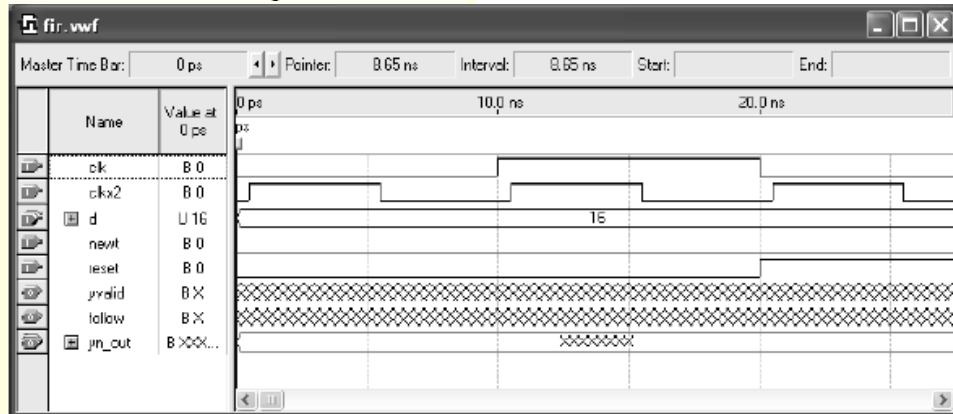 fir.vwf
Master Time Bar: 0 ps Pointer: 8.65 ns Interval: 8.65 ns Start: End:
Name Value at 0 ps 0 ps 10.0 ns 20.0 ns
ps
clk B 0
clkx2 B 0
d U 16 16
newt B 0
reset B 0
yvalid B X
follow B X
yn_out B XXX...